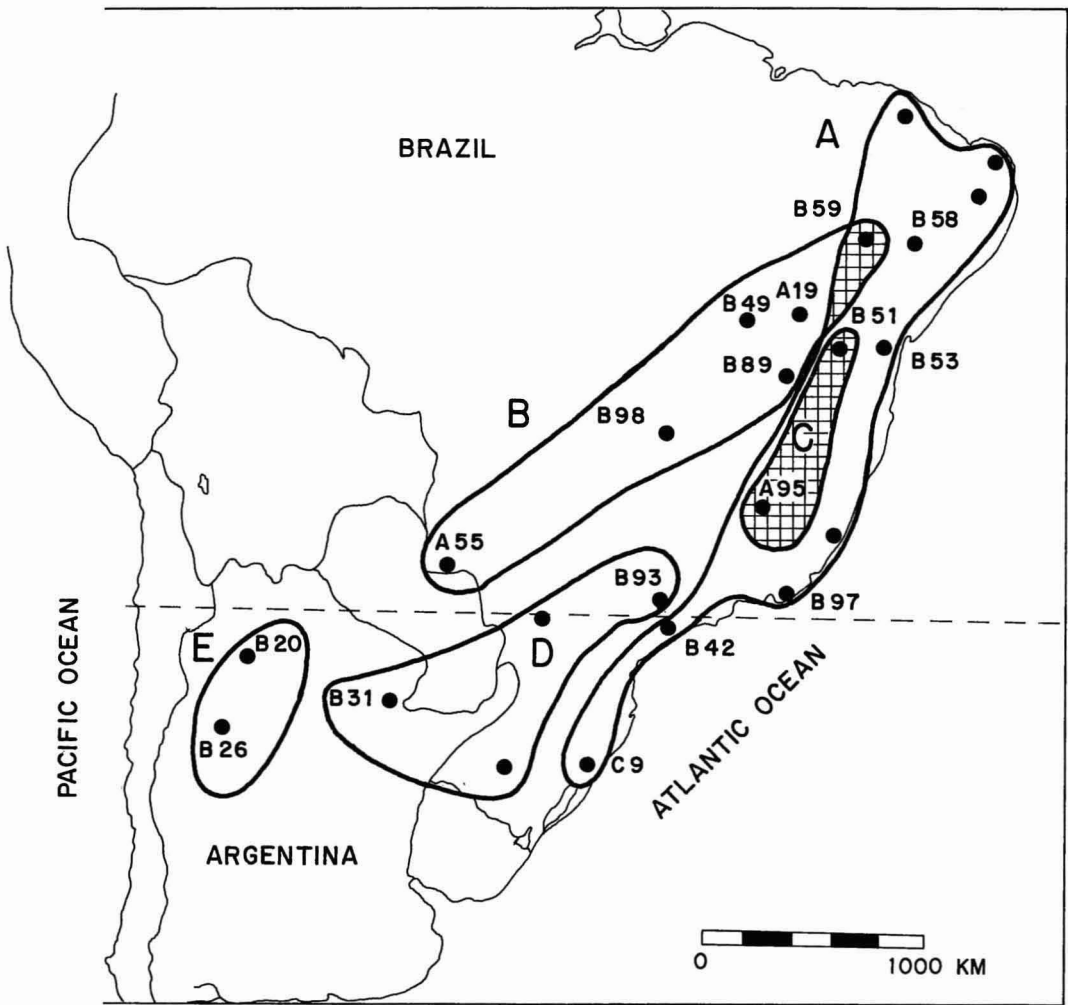 A
BRAZIL
B59
B58
B49
A19
B51
B53
B89
B
B98
C
A95
A55
B93
B97
D
B42
E
B20
B31
B26
C9
PACIFIC OCEAN
ATLANTIC OCEAN
ARGENTINA
0
1000 KM